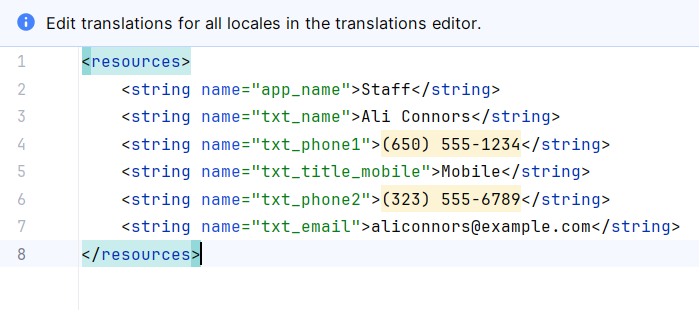 Edit translations for all locales in the translations editor.
1 <resources>
2 <string name="app_name">Staff</string>
3 <string name="txt_name">Ali Connors</string>
4 <string name="txt_phone1">(650) 555-1234</string>
5 <string name="txt_title_mobile">Mobile</string>
6 <string name="txt_phone2">(323) 555-6789</string>
7 <string name="txt_email">aliconnors@example.com</string>
8 </resources>